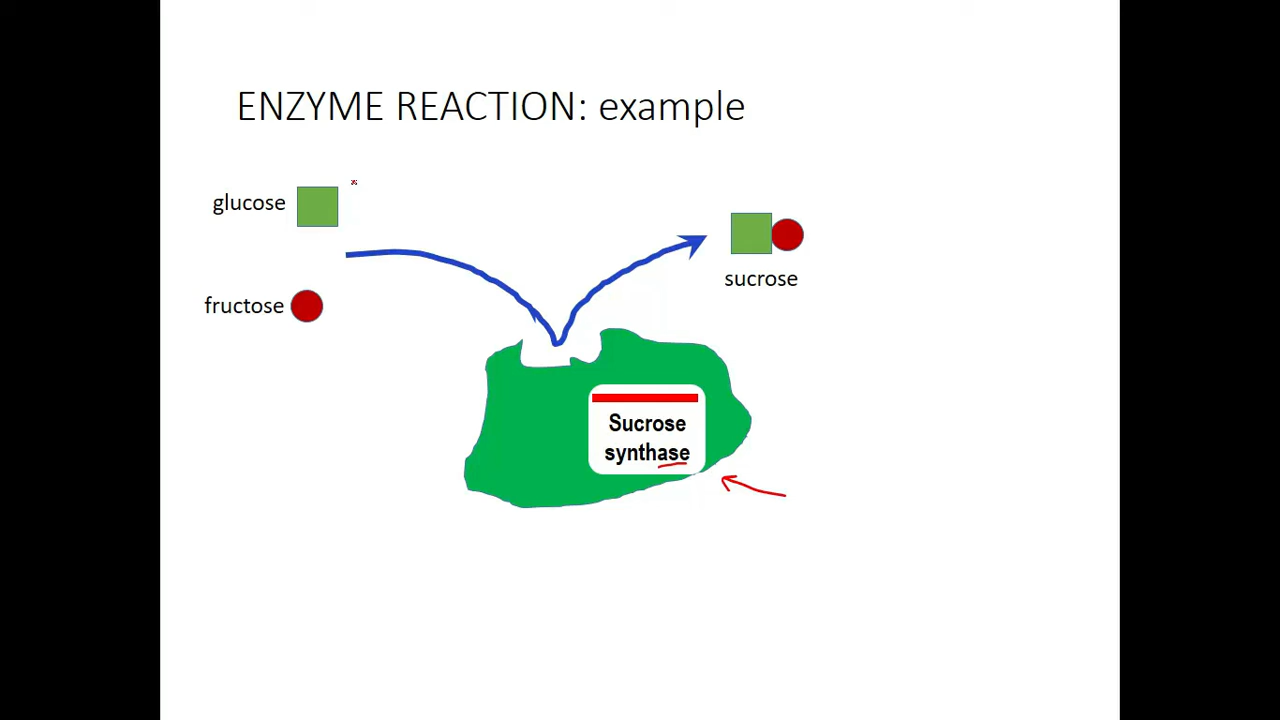 ENZYME REACTION: example
glucose
fructose
sucrose
Sucrose
synthase